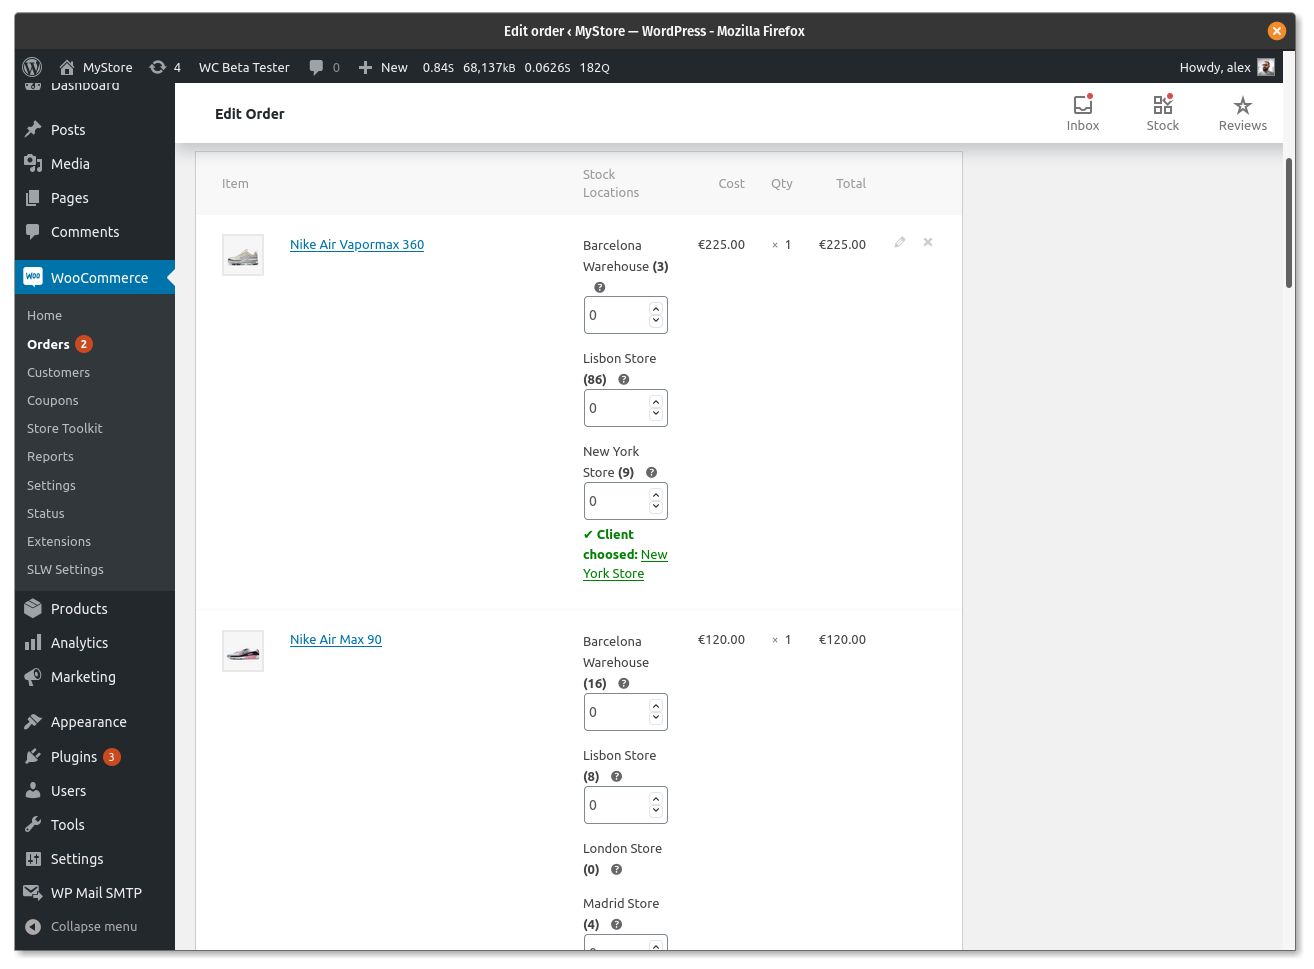 Edit order ‹ MyStore — WordPress - Mozilla Firefox
MyStore
4
WC Beta Tester
0
New
0.84S 68,137KB 0.0626S 182Q
Howdy, alex
Dashboard
Posts
Media
Pages
Comments
WooCommerce
Home
Orders 2
Customers
Coupons
Store Toolkit
Reports
Settings
Status
Extensions
SLW Settings
Products
Analytics
Marketing
Appearance
Plugins 3
Users
Tools
Settings
WP Mail SMTP
Collapse menu
Edit Order
Inbox
Stock
Reviews
Item
Stock
Locations
Cost
Qty
Total
Nike Air Vapormax 360
Barcelona
Warehouse (3)
?
0
Lisbon Store
(86) ?
0
New York
Store (9) ?
0
✔ Client
choosed: New
York Store
€225.00
× 1
€225.00
Nike Air Max 90
Barcelona
Warehouse
(16) ?
0
Lisbon Store
(8) ?
0
London Store
(0) ?
Madrid Store
(4) ?
€120.00
× 1
€120.00